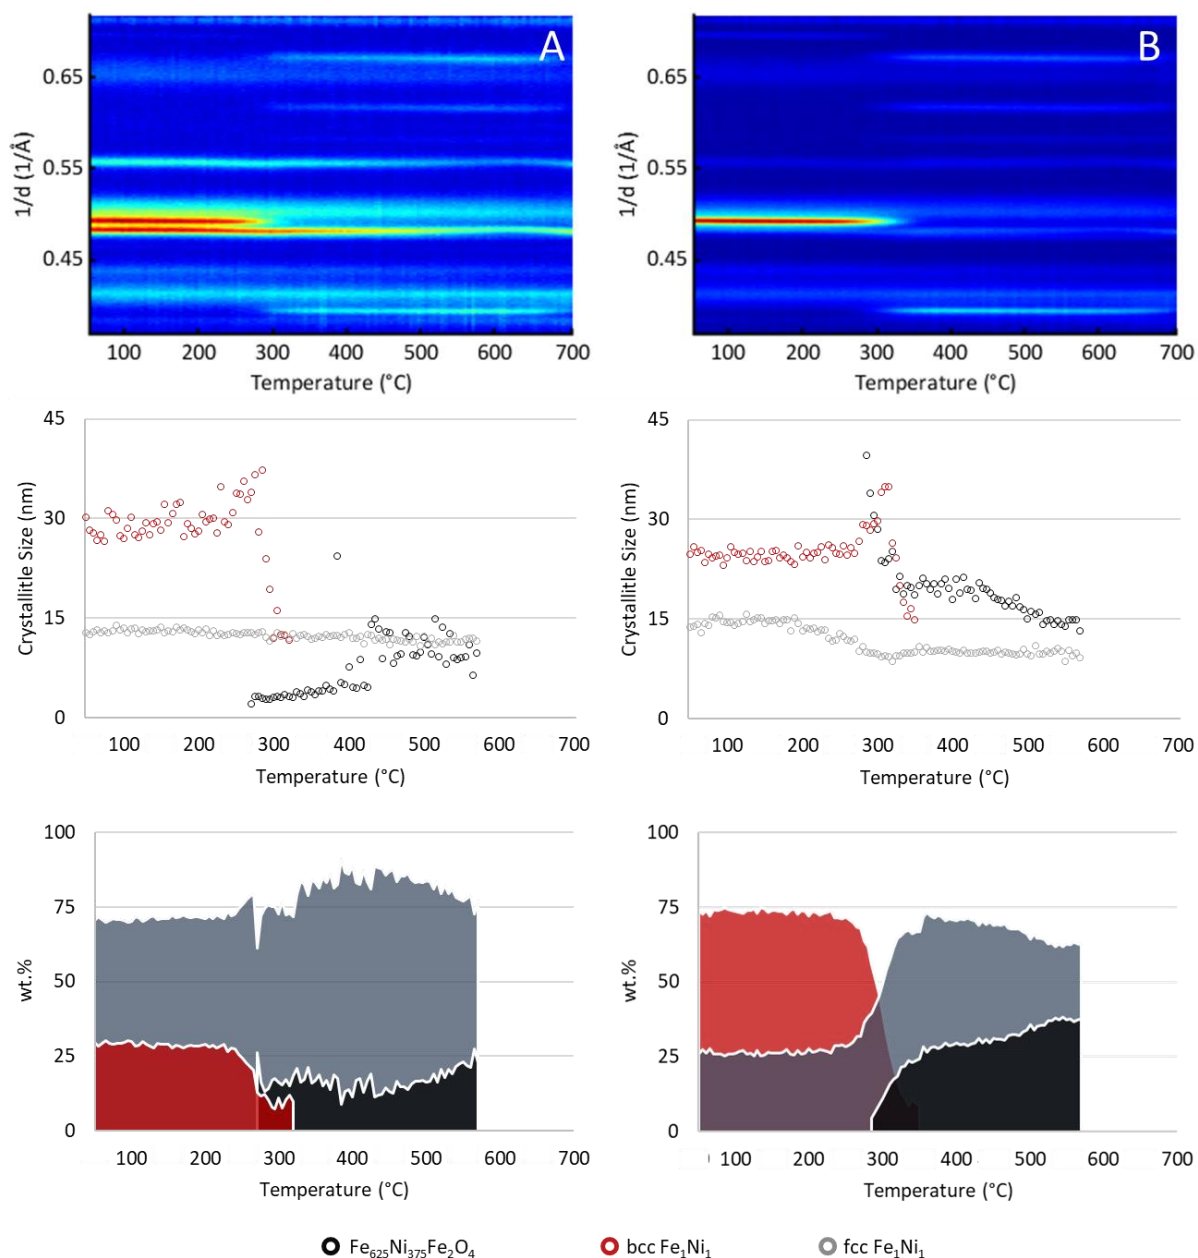 A
B
1/d (1/Å)
0.65
0.55
0.45
100 200 300 400 500 600 700
Temperature (°C)
1/d (1/Å)
0.65
0.55
0.45
100 200 300 400 500 600 700
Temperature (°C)
Crystallitle Size (nm)
45
30
15
0
100 200 300 400 500 600 700
Temperature (°C)
Crystallitle Size (nm)
45
30
15
0
100 200 300 400 500 600 700
Temperature (°C)
wt.%
100
75
50
25
0
100 200 300 400 500 600 700
Temperature (°C)
wt.%
100
75
50
25
0
100 200 300 400 500 600 700
Temperature (°C)
Fe₆₂₅Ni₃₇₅Fe₂O₄ bcc Fe₁Ni₁ fcc Fe₁Ni₁